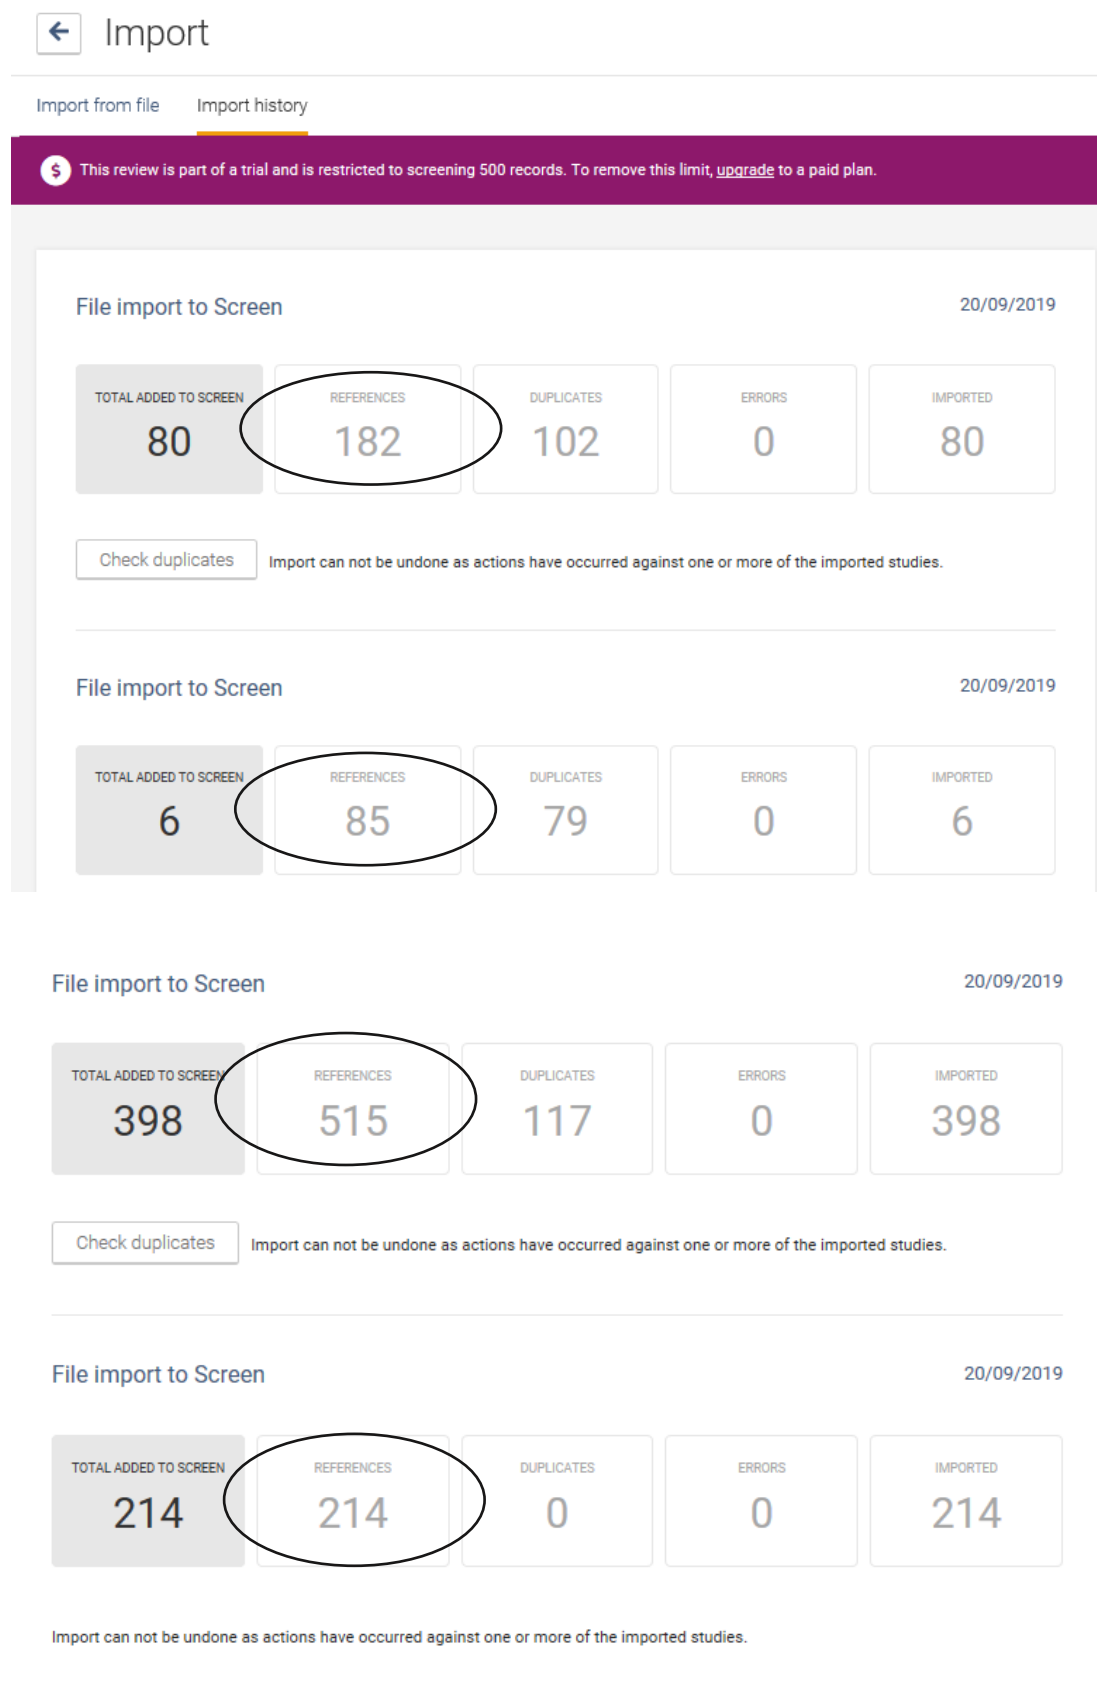 Import
Import from file Import history
$ This review is part of a trial and is restricted to screening 500 records. To remove this limit, upgrade to a paid plan.
File import to Screen 20/09/2019
TOTAL ADDED TO SCREEN REFERENCES DUPLICATES ERRORS IMPORTED
80 182 102 0 80
Check duplicates Import can not be undone as actions have occurred against one or more of the imported studies.
File import to Screen 20/09/2019
TOTAL ADDED TO SCREEN REFERENCES DUPLICATES ERRORS IMPORTED
6 85 79 0 6
File import to Screen 20/09/2019
TOTAL ADDED TO SCREEN REFERENCES DUPLICATES ERRORS IMPORTED
398 515 117 0 398
Check duplicates Import can not be undone as actions have occurred against one or more of the imported studies.
File import to Screen 20/09/2019
TOTAL ADDED TO SCREEN REFERENCES DUPLICATES ERRORS IMPORTED
214 214 0 0 214
Import can not be undone as actions have occurred against one or more of the imported studies.